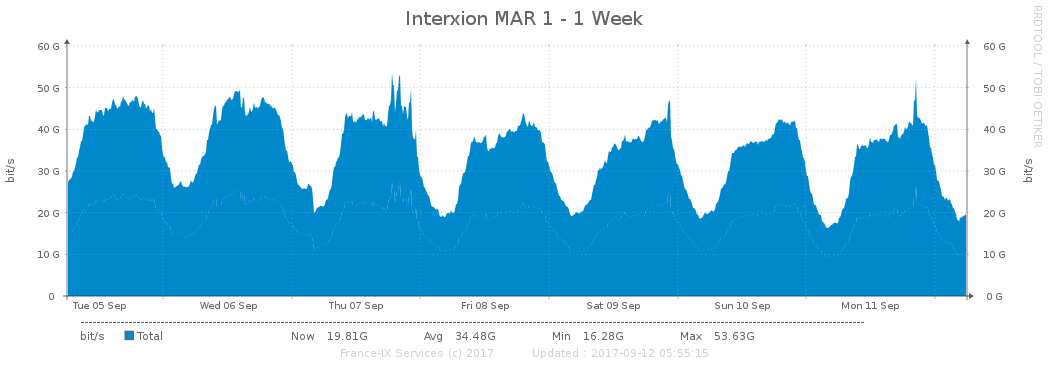 Interxion MAR 1 - 1 Week
RRDTOOL / TOBI OETIKER
60 G 60 G
50 G 50 G
40 G 40 G
30 G 30 G
20 G 20 G
10 G 10 G
0 0 G
bit/s
bit/s
Tue 05 Sep Wed 06 Sep Thu 07 Sep Fri 08 Sep Sat 09 Sep Sun 10 Sep Mon 11 Sep
bit/s Total Now 19.81G Avg 34.48G Min 16.28G Max 53.63G
France-IX Services (c) 2017 Updated : 2017-09-12 05:55:15